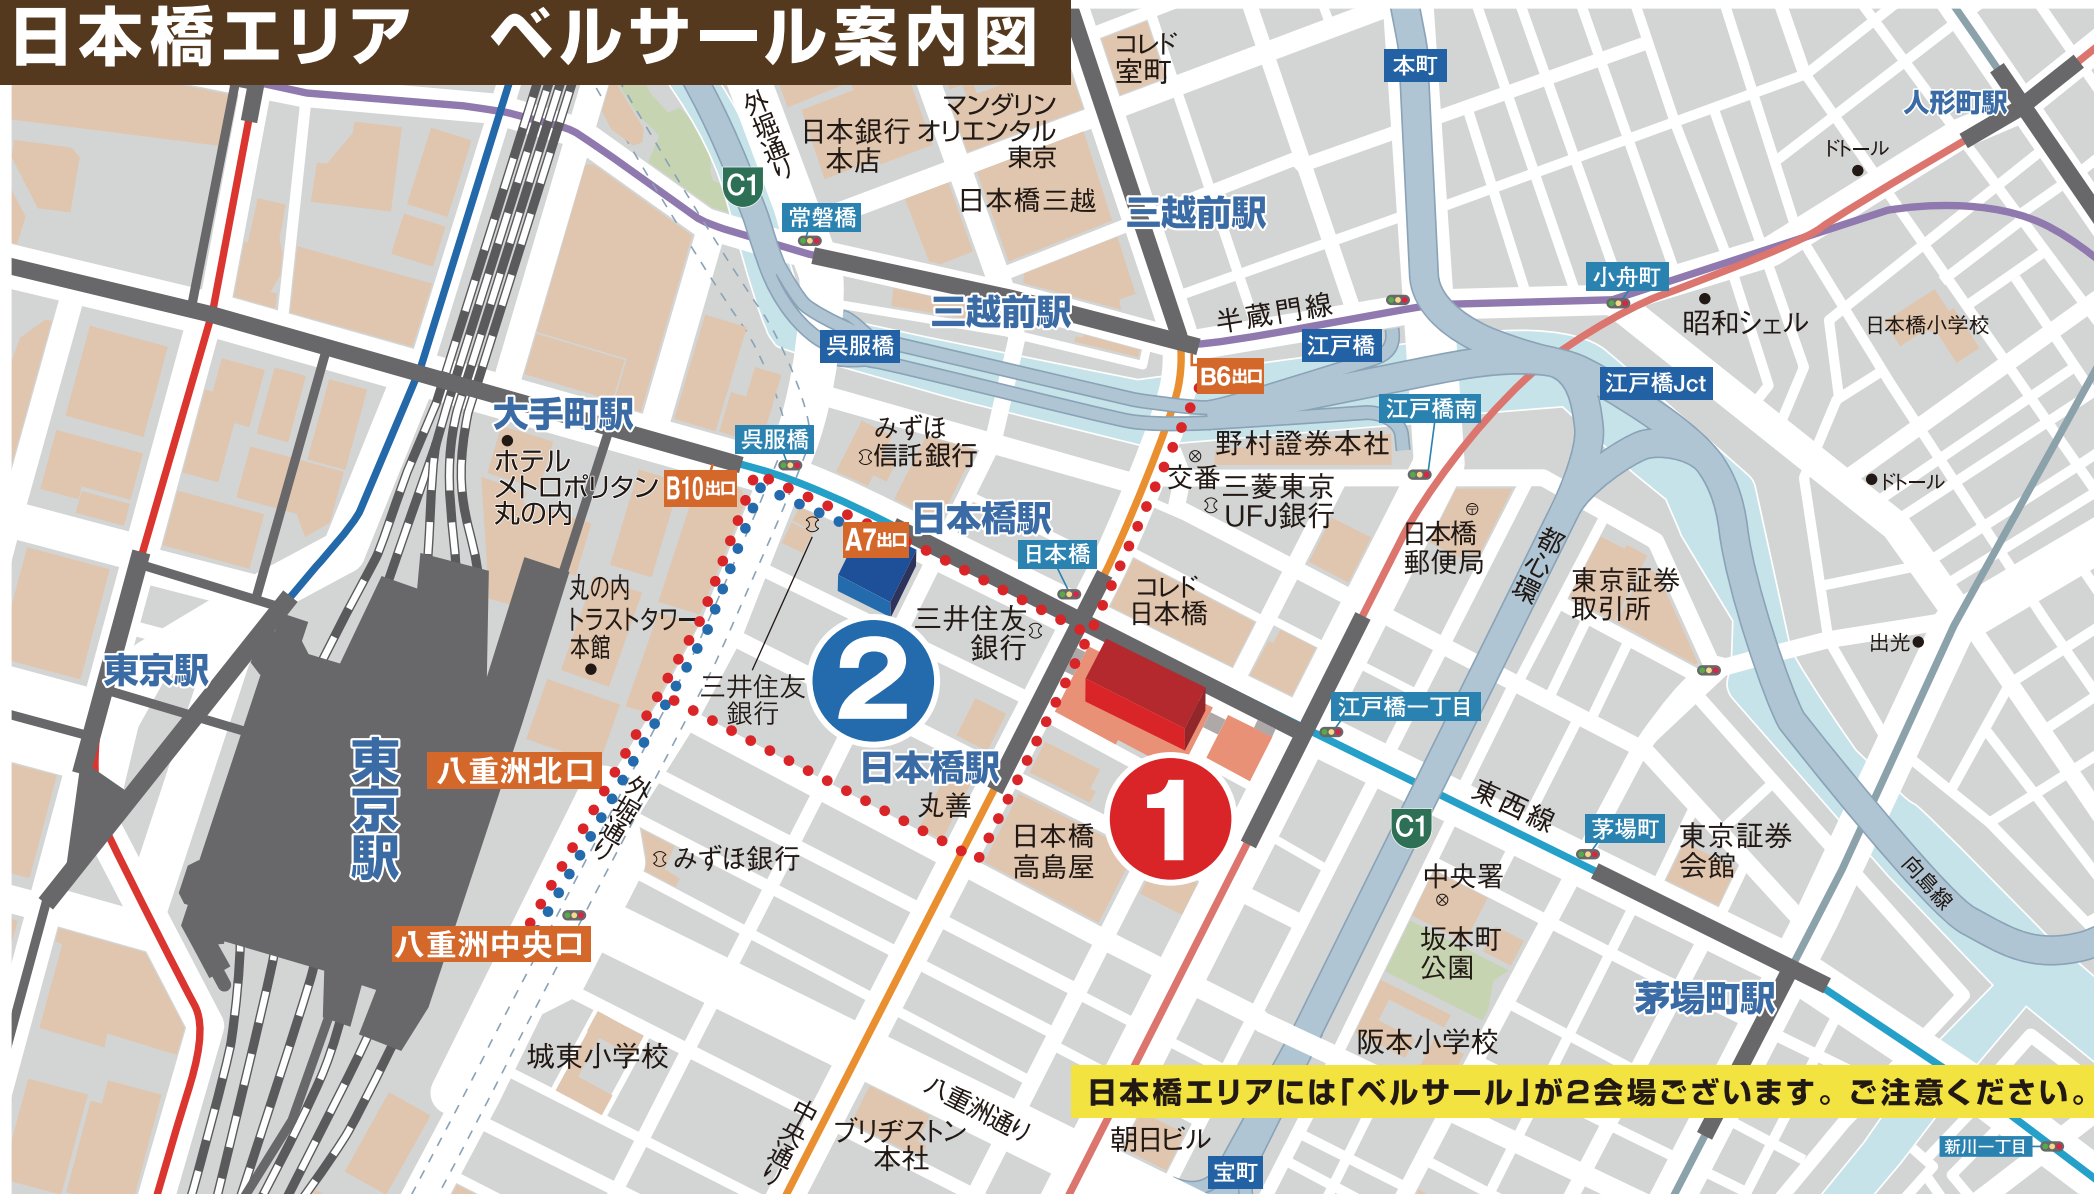 日本橋エリア　ベルサール案内図
コレド
室町
本町
人形町駅
ドトール
外堀通り
日本銀行
本店
マンダリン
オリエンタル
東京
日本橋三越
C1
常磐橋
三越前駅
三越前駅
半蔵門線
小舟町
昭和シェル
日本橋小学校
呉服橋
江戸橋
B6出口
江戸橋Jct
江戸橋南
大手町駅
ホテル
メトロポリタン
丸の内
呉服橋
B10出口
みずほ
信託銀行
野村證券本社
交番
三菱東京
UFJ銀行
日本橋
郵便局
ドトール
日本橋駅
A7出口
日本橋
都心環
東京証券
取引所
コレド
日本橋
三井住友
銀行
丸の内
トラストタワー
本館
出光
東京駅
三井住友
銀行
2
江戸橋一丁目
東京駅
八重洲北口
外堀通り
日本橋駅
丸善
1
日本橋
高島屋
東西線
C1
茅場町
東京証券
会館
みずほ銀行
中央署
向島線
坂本町
公園
八重洲中央口
茅場町駅
城東小学校
阪本小学校
日本橋エリアには「ベルサール」が2会場ございます。ご注意ください。
中央通り
八重洲通り
ブリヂストン
本社
朝日ビル
宝町
新川一丁目